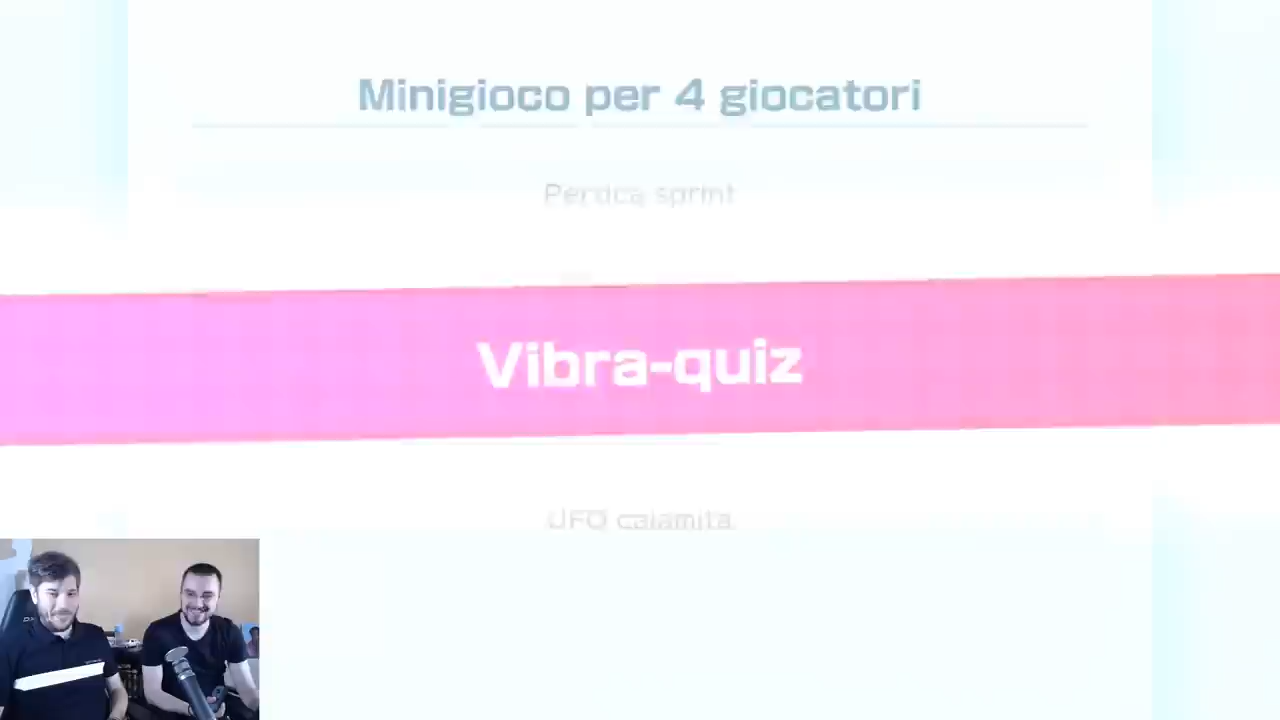 Minigioco per 4 giocatori
Pertica sprint
Vibra-quiz
UFO calamita